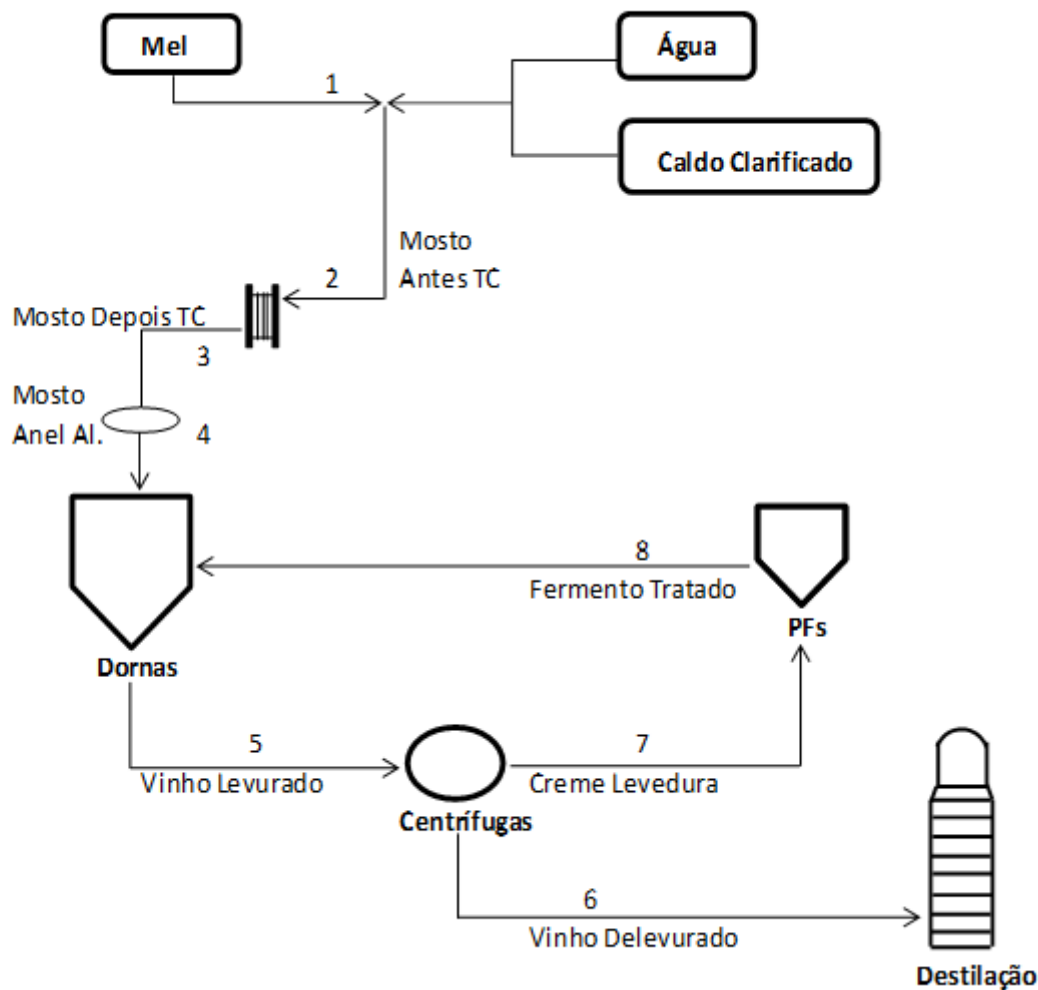 Mel
Água
1
Caldo Clarificado
Mosto
Antes TC
2
Mosto Depois TC
3
Mosto
Anel Al.
4
8
Fermento Tratado
PFs
Dornas
5
7
Vinho Levurado
Creme Levedura
Centrífugas
6
Vinho Delevurado
Destilação